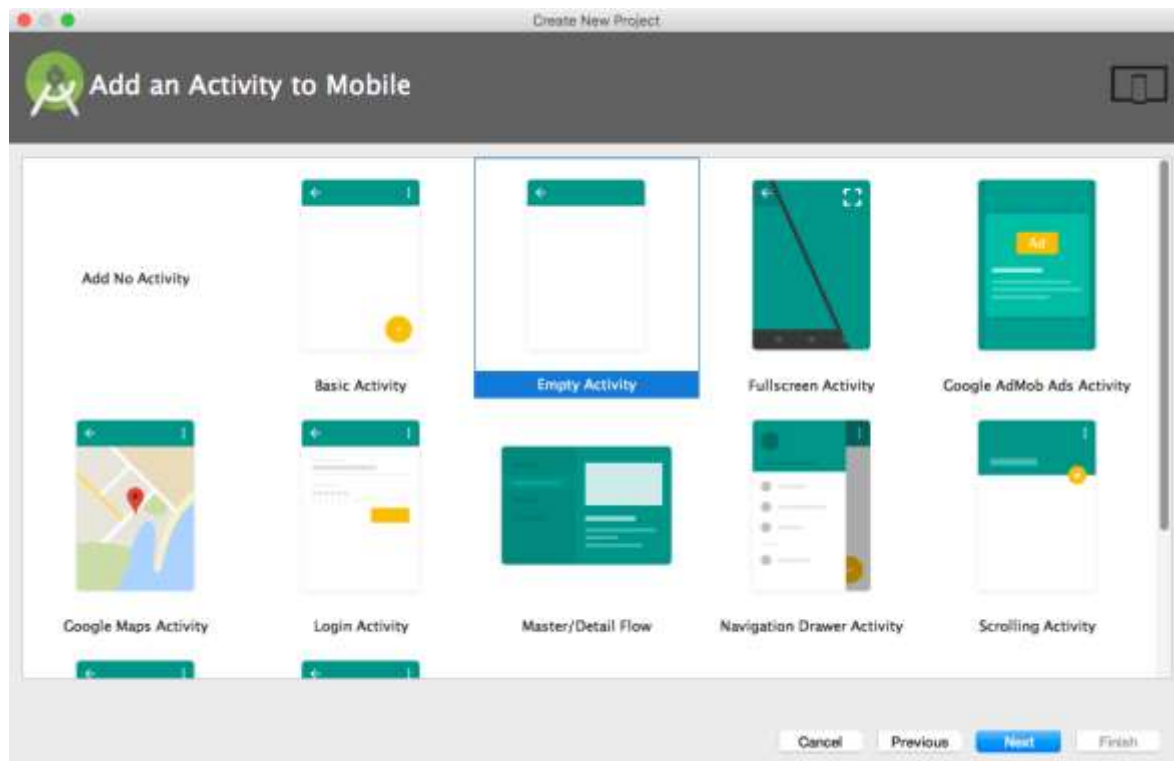 Create New Project
Add an Activity to Mobile
Ad
Add No Activity
Basic Activity
Empty Activity
Fullscreen Activity
Google AdMob Ads Activity
Google Maps Activity
Login Activity
Master/Detail Flow
Navigation Drawer Activity
Scrolling Activity
Cancel
Previous
Next
Finish